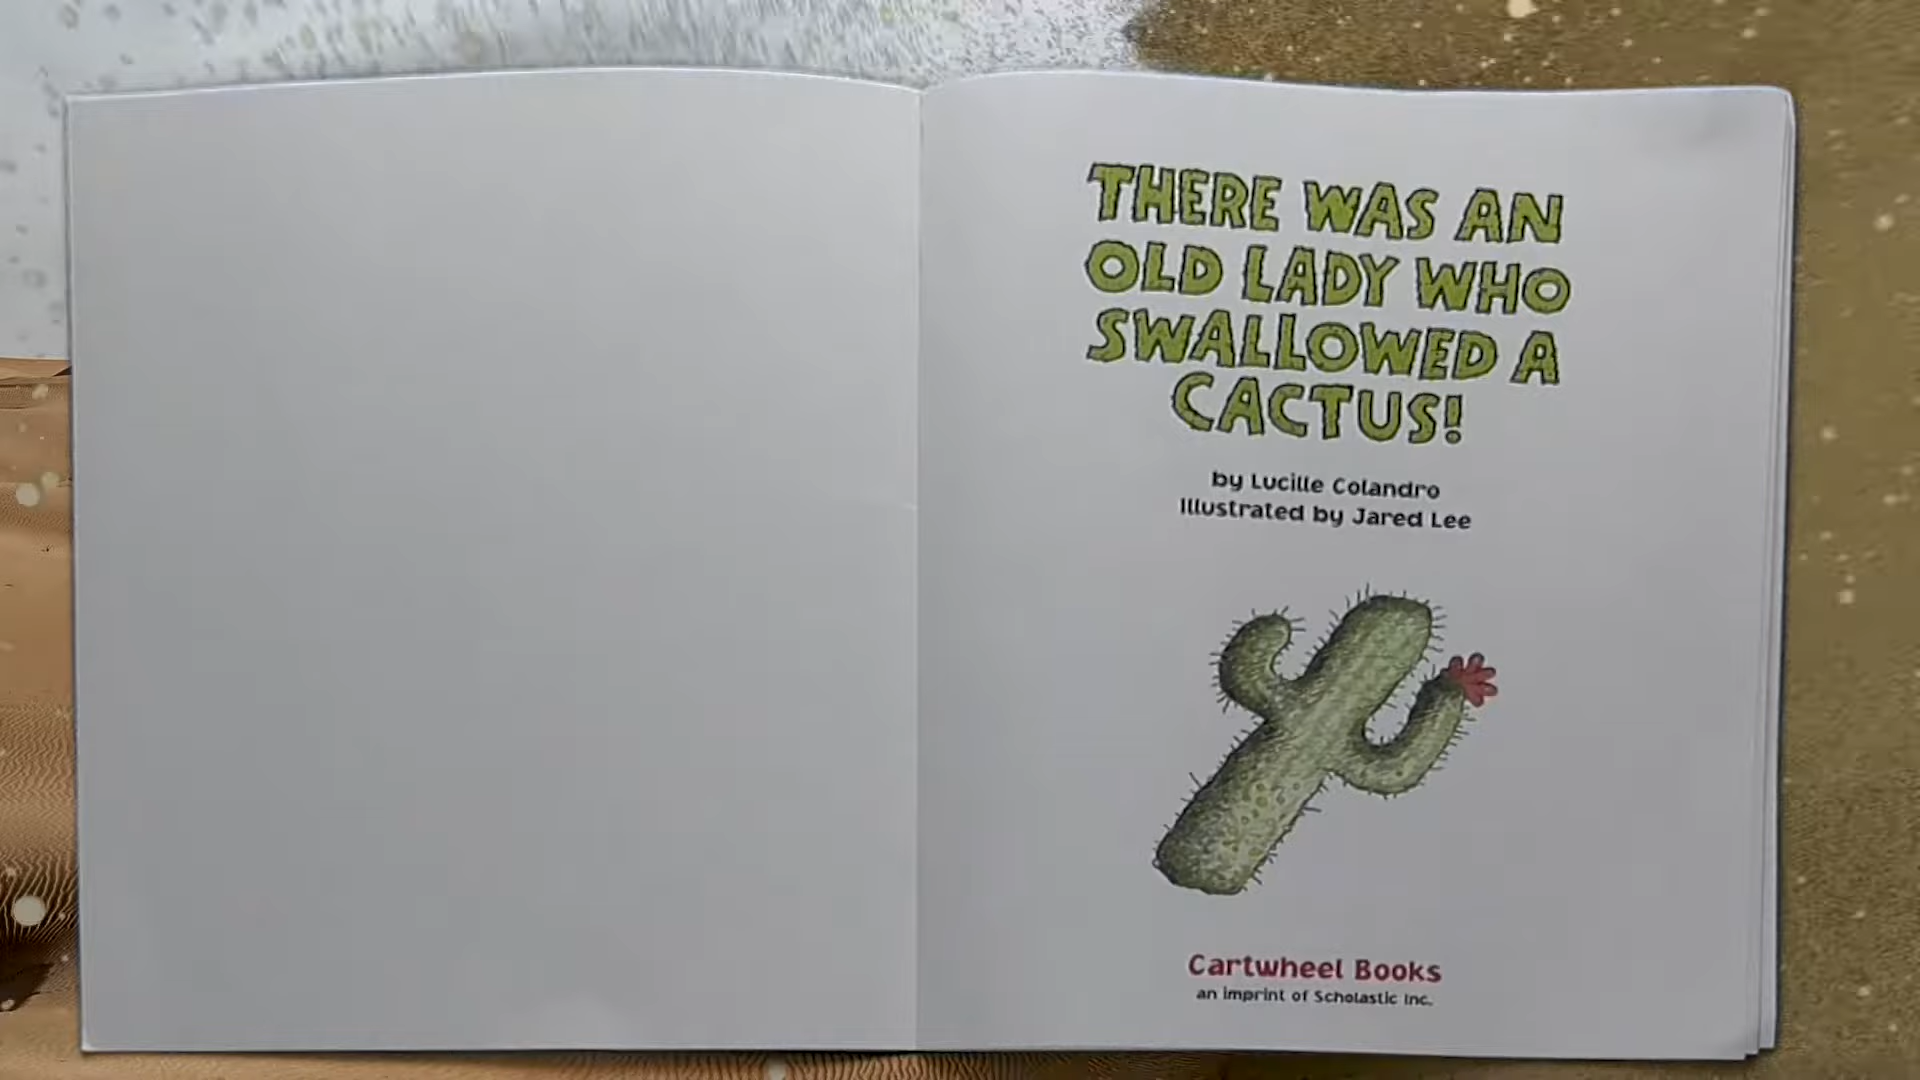 THERE WAS AN
OLD LADY WHO
SWALLOWED A
CACTUS!
by Lucille Colandro
Illustrated by Jared Lee
Cartwheel Books
an imprint of Scholastic Inc.